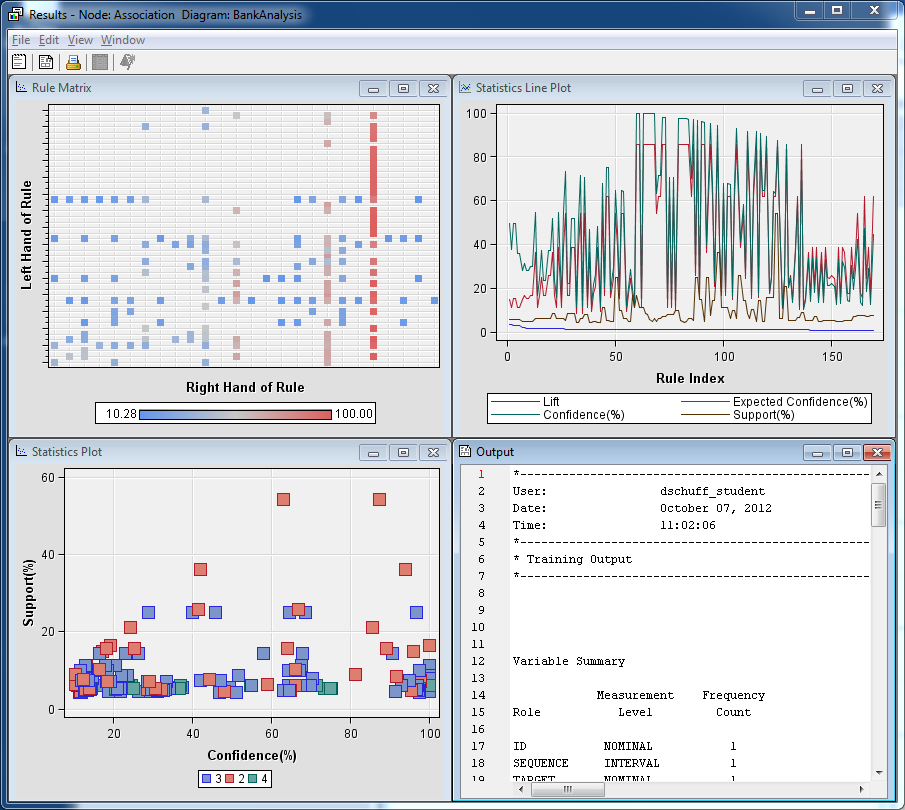 Results - Node: Association  Diagram: BankAnalysis
File Edit View Window
Rule Matrix
Left Hand of Rule
Right Hand of Rule
10.28 100.00
Statistics Line Plot
100
80
60
40
20
0
0 50 100 150
Rule Index
Lift Expected Confidence(%)
Confidence(%) Support(%)
Statistics Plot
60
40
20
0
Support(%)
20 40 60 80 100
Confidence(%)
3 2 4
Output
1 *------------------------------------------------
2 User: dschuff_student
3 Date: October 07, 2012
4 Time: 11:02:06
5 *------------------------------------------------
6 * Training Output
7 *------------------------------------------------
8
9
10
11
12 Variable Summary
13
14 Measurement Frequency
15 Role Level Count
16
17 ID NOMINAL 1
18 SEQUENCE INTERVAL 1
19 TARGET NOMINAL 1